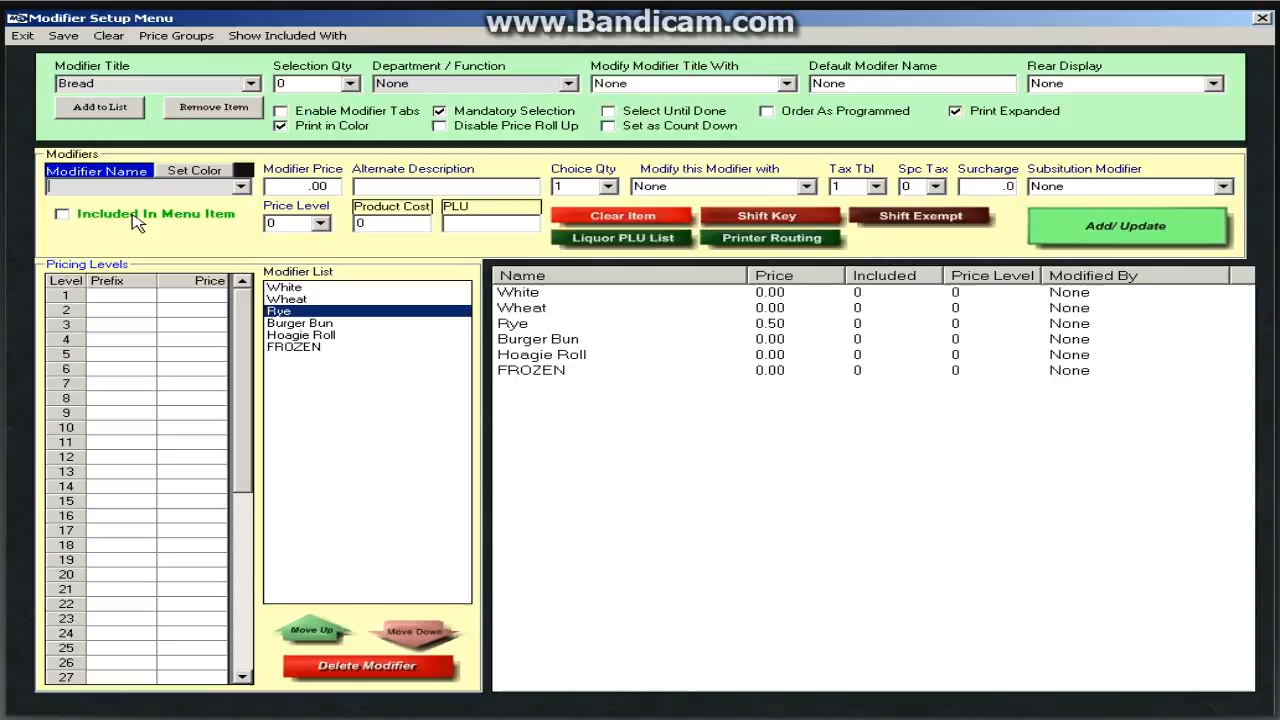 Modifier Setup Menu
www.Bandicam.com
Exit Save Clear Price Groups Show Included With
Modifier Title Selection Qty Department / Function Modify Modifier Title With Default Modifer Name Rear Display
Bread 0 None None None None
Add to List Remove Item Enable Modifier Tabs Mandatory Selection Select Until Done Order As Programmed Print Expanded
Print in Color Disable Price Roll Up Set as Count Down
Modifiers
Modifier Name Set Color Modifier Price Alternate Description Choice Qty Modify this Modifier with Tax Tbl Spc Tax Surcharge Subsitution Modifier
.00 1 None 1 0 .0 None
Included In Menu Item Price Level Product Cost PLU Clear Item Shift Key Shift Exempt Add/ Update
0 0 Liquor PLU List Printer Routing
Pricing Levels
Level Prefix Price
1
2
3
4
5
6
7
8
9
10
11
12
13
14
15
16
17
18
19
20
21
22
23
24
25
26
27
Modifier List
White
Wheat
Rye
Burger Bun
Hoagie Roll
FROZEN
Move Up Move Down
Delete Modifier
Name Price Included Price Level Modified By
White 0.00 0 0 None
Wheat 0.00 0 0 None
Rye 0.50 0 0 None
Burger Bun 0.00 0 0 None
Hoagie Roll 0.00 0 0 None
FROZEN 0.00 0 0 None